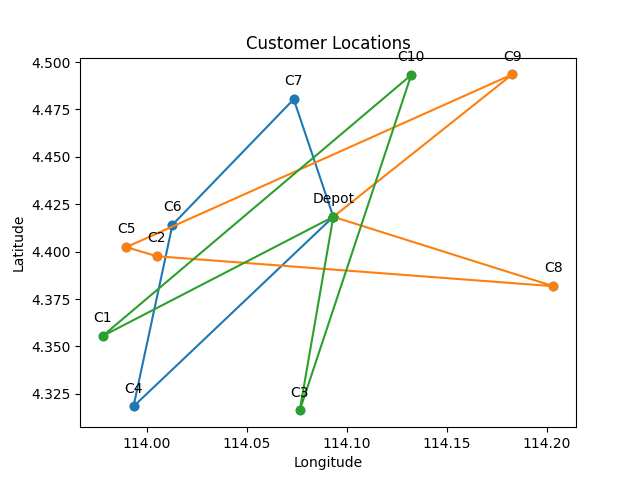 Customer Locations
C10
C9
C7
Depot
C6
C5
C2
C8
C1
C4
C3
4.500
4.475
4.450
4.425
4.400
4.375
4.350
4.325
Latitude
114.00
114.05
114.10
114.15
114.20
Longitude